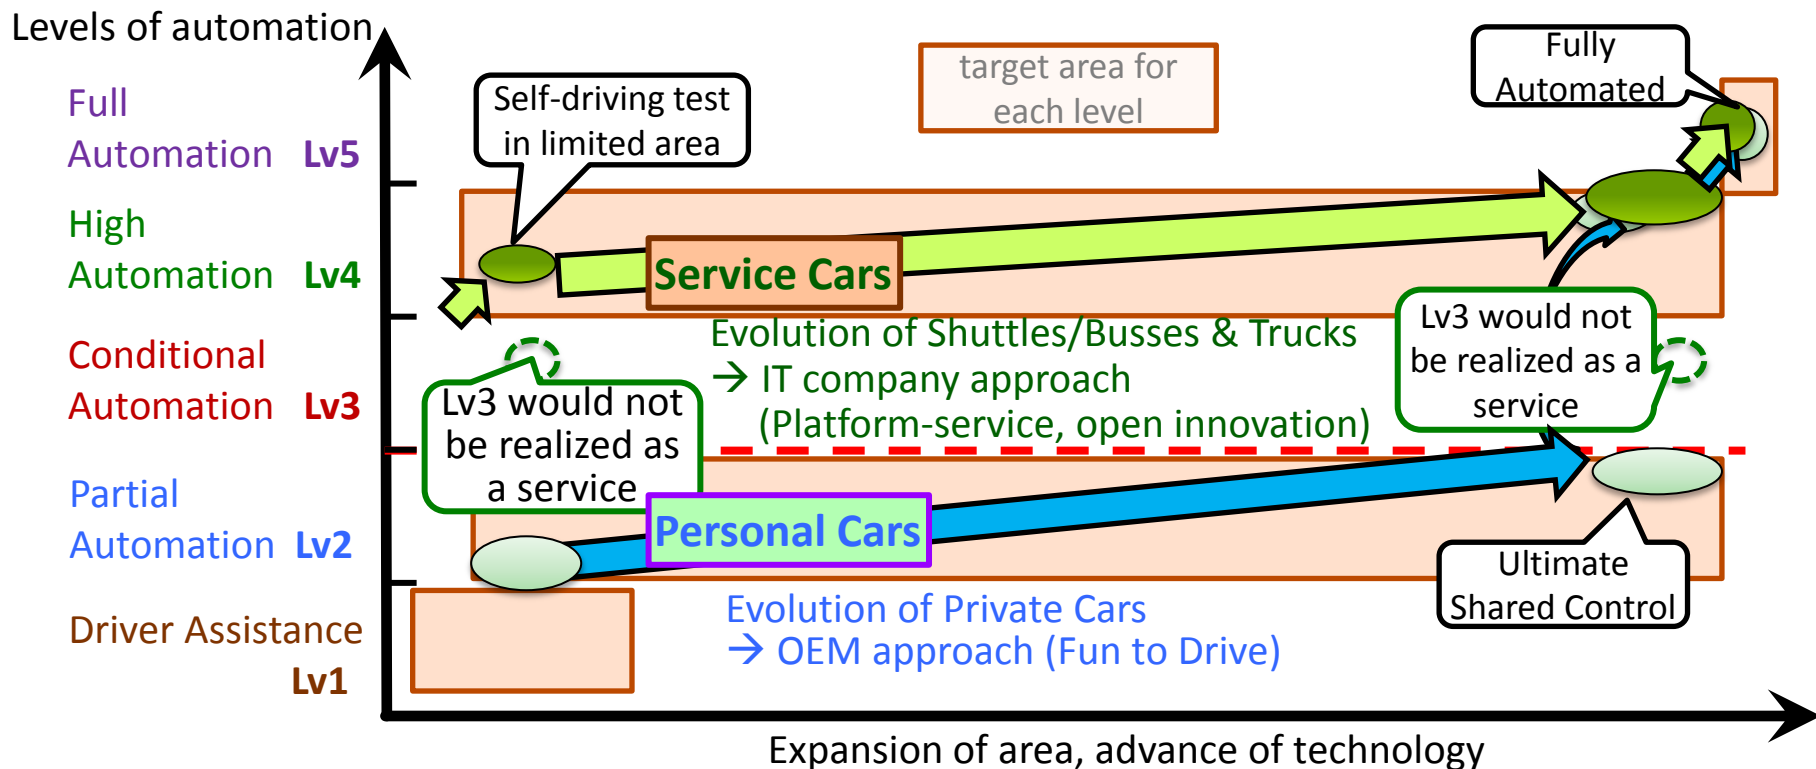 Levels of automation
Full
Automation Lv5
High
Automation Lv4
Conditional
Automation Lv3
Partial
Automation Lv2
Driver Assistance
Lv1
Self-driving test
in limited area
target area for
each level
Fully
Automated
Service Cars
Evolution of Shuttles/Busses & Trucks
→ IT company approach
(Platform-service, open innovation)
Lv3 would not
be realized as
a service
Lv3 would not
be realized as a
service
Personal Cars
Evolution of Private Cars
→ OEM approach (Fun to Drive)
Ultimate
Shared Control
Expansion of area, advance of technology